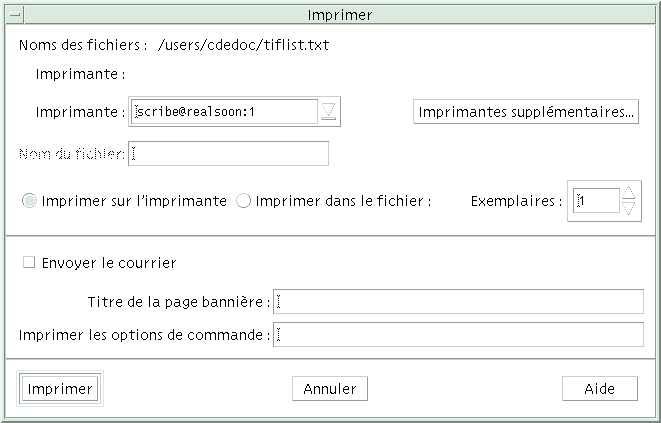 Imprimer
Noms des fichiers : /users/cdedoc/tiflist.txt
Imprimante :
Imprimante : scribe@realsoon:1 Imprimantes supplémentaires...
Nom du fichier:
Imprimer sur l'imprimante Imprimer dans le fichier : Exemplaires : 1
Envoyer le courrier
Titre de la page bannière :
Imprimer les options de commande :
Imprimer Annuler Aide